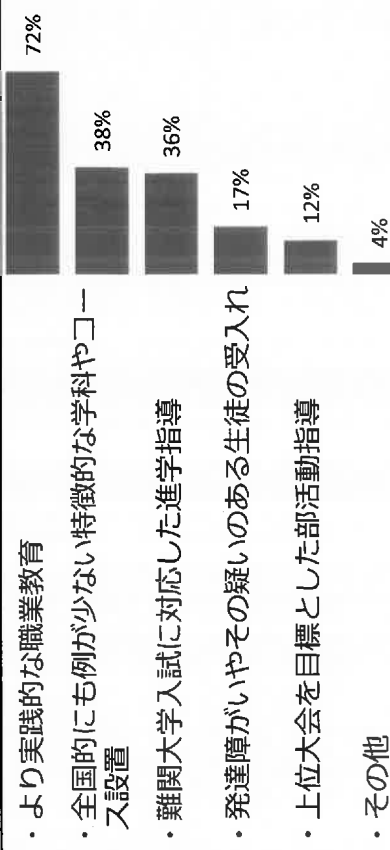 ・より実践的な職業教育
72%
・全国的にも例が少ない特徴的な学科やコー
ス設置
38%
・難関大学入試に対応した進学指導
36%
・発達障がいやその疑いのある生徒の受入れ
17%
・上位大会を目標とした部活動指導
12%
・その他
4%